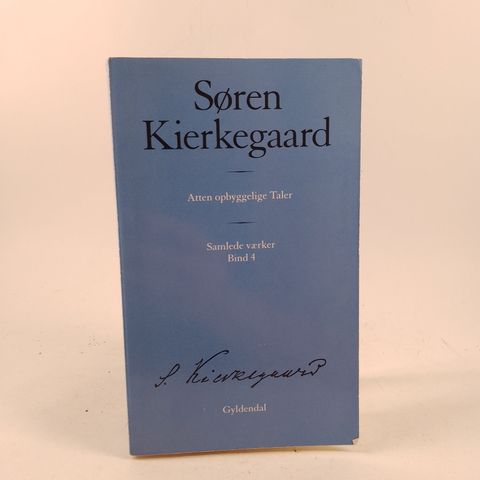 Søren
Kierkegaard
Atten opbyggelige Taler
Samlede værker
Bind 4
S. Kierkegaard
Gyldendal